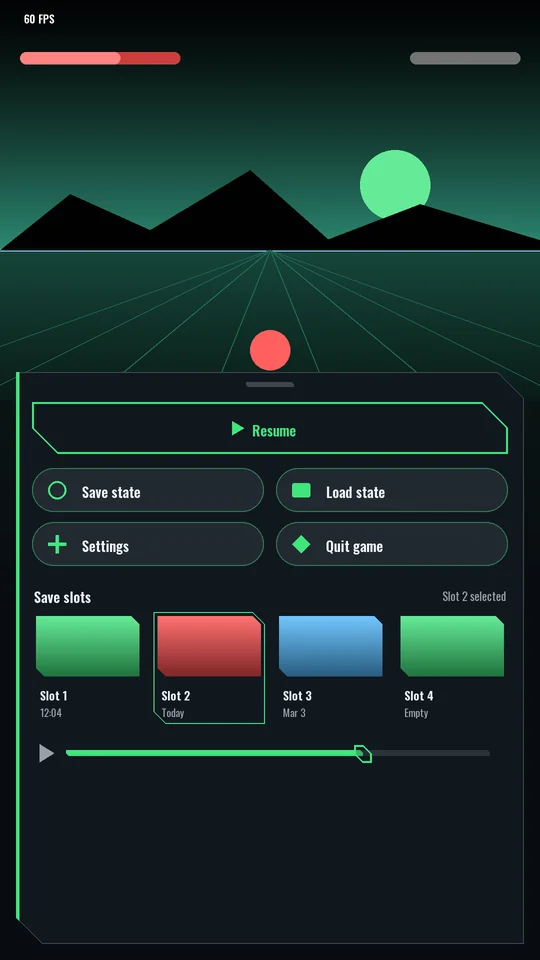 60 FPS
Resume
Save state
Load state
Settings
Quit game
Save slots
Slot 2 selected
Slot 1
12:04
Slot 2
Today
Slot 3
Mar 3
Slot 4
Empty